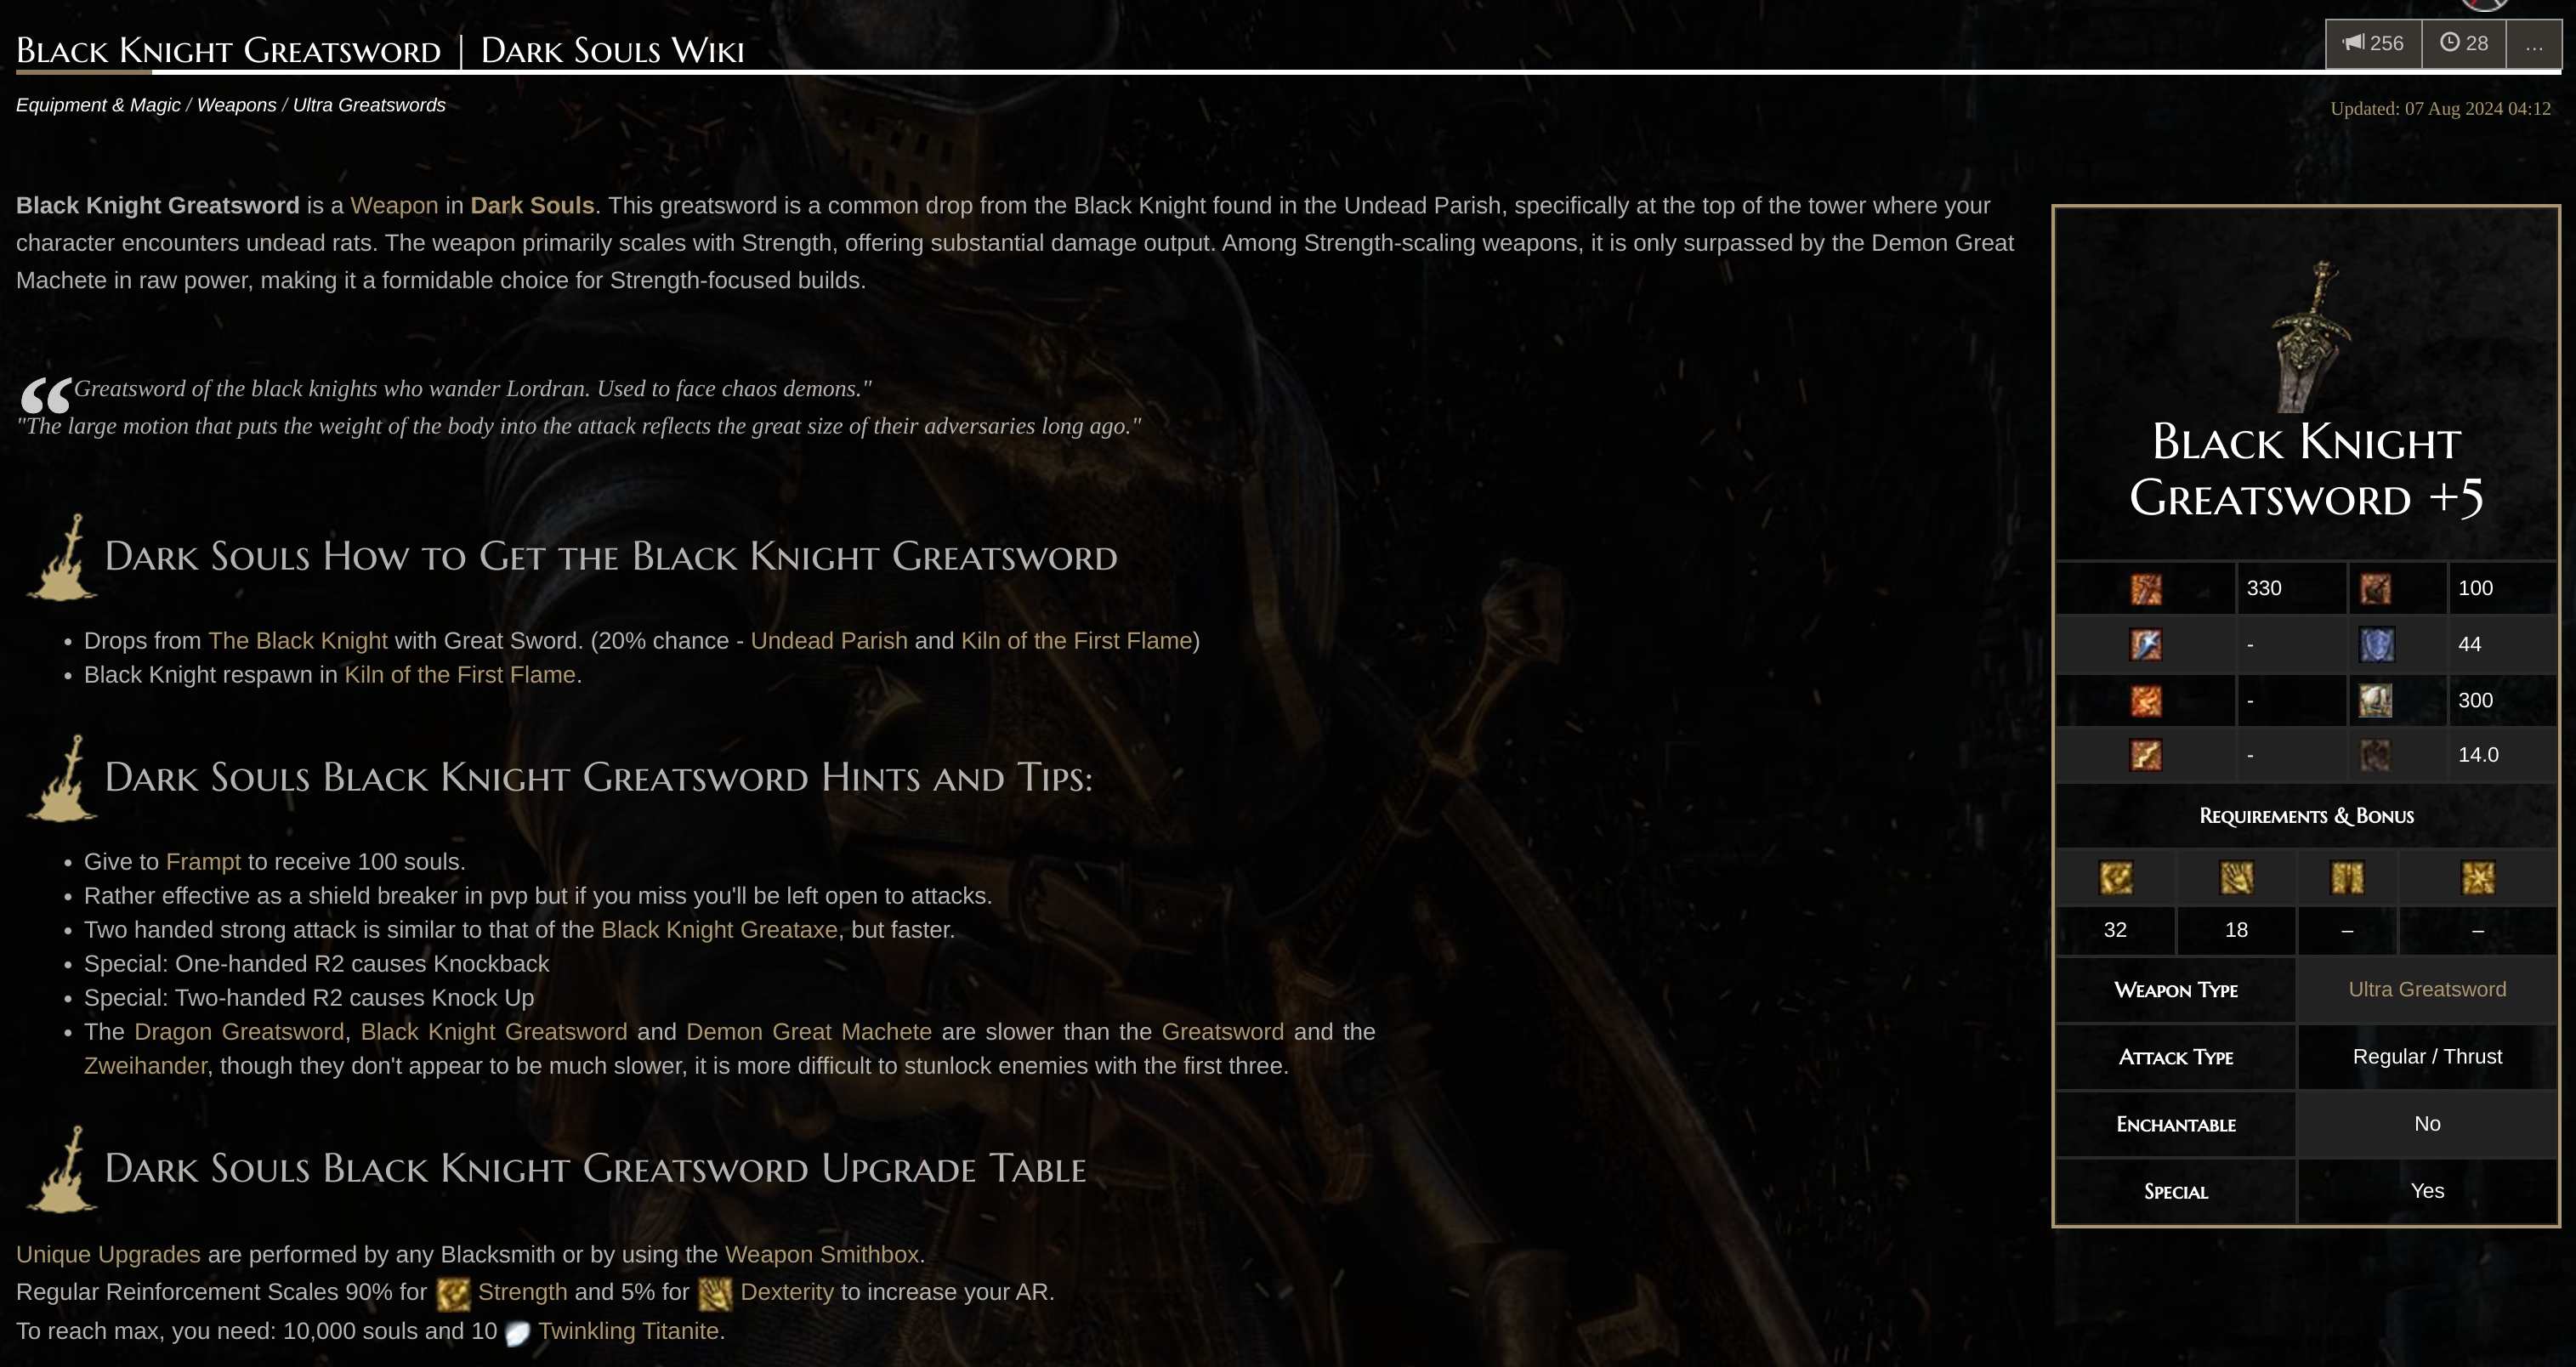 Black Knight Greatsword | Dark Souls Wiki
256 28 ...
Equipment & Magic / Weapons / Ultra Greatswords
Updated: 07 Aug 2024 04:12
Black Knight Greatsword is a Weapon in Dark Souls. This greatsword is a common drop from the Black Knight found in the Undead Parish, specifically at the top of the tower where your
character encounters undead rats. The weapon primarily scales with Strength, offering substantial damage output. Among Strength-scaling weapons, it is only surpassed by the Demon Great
Machete in raw power, making it a formidable choice for Strength-focused builds.
“Greatsword of the black knights who wander Lordran. Used to face chaos demons."
"The large motion that puts the weight of the body into the attack reflects the great size of their adversaries long ago."
Dark Souls How to Get the Black Knight Greatsword
• Drops from The Black Knight with Great Sword. (20% chance - Undead Parish and Kiln of the First Flame)
• Black Knight respawn in Kiln of the First Flame.
Dark Souls Black Knight Greatsword Hints and Tips:
• Give to Frampt to receive 100 souls.
• Rather effective as a shield breaker in pvp but if you miss you'll be left open to attacks.
• Two handed strong attack is similar to that of the Black Knight Greataxe, but faster.
• Special: One-handed R2 causes Knockback
• Special: Two-handed R2 causes Knock Up
• The Dragon Greatsword, Black Knight Greatsword and Demon Great Machete are slower than the Greatsword and the
Zweihander, though they don't appear to be much slower, it is more difficult to stunlock enemies with the first three.
Dark Souls Black Knight Greatsword Upgrade Table
Unique Upgrades are performed by any Blacksmith or by using the Weapon Smithbox.
Regular Reinforcement Scales 90% for Strength and 5% for Dexterity to increase your AR.
To reach max, you need: 10,000 souls and 10 Twinkling Titanite.
Black Knight
Greatsword +5
330 100
- 44
- 300
- 14.0
Requirements & Bonus
32 18 – –
Weapon Type Ultra Greatsword
Attack Type Regular / Thrust
Enchantable No
Special Yes